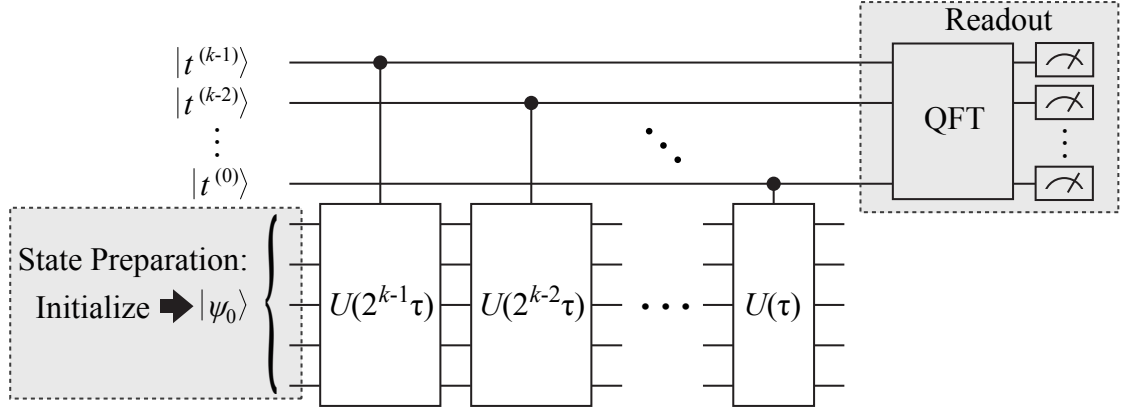 Readout
|t^(k-1)⟩
|t^(k-2)⟩
⋮
|t^(0)⟩
QFT
⋮
State Preparation:
Initialize ➡ |ψ₀⟩
U(2^{k-1}τ)
U(2^{k-2}τ)
• • •
U(τ)